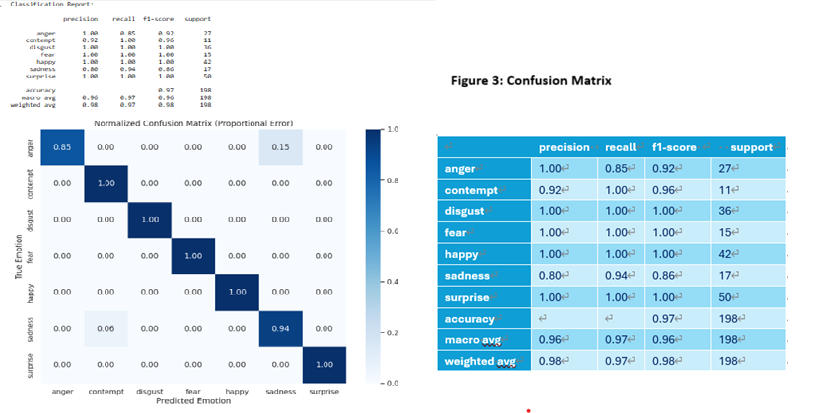 Classification Report:
precision recall f1-score support
anger 1.00 0.85 0.92 27
contempt 0.92 1.00 0.96 11
disgust 1.00 1.00 1.00 36
fear 1.00 1.00 1.00 15
happy 1.00 1.00 1.00 42
sadness 0.80 0.94 0.86 17
surprise 1.00 1.00 1.00 50
accuracy 0.97 198
macro avg 0.96 0.97 0.96 198
weighted avg 0.98 0.97 0.98 198
Normalized Confusion Matrix (Proportional Error)
True Emotion
anger 0.85 0.00 0.00 0.00 0.00 0.15 0.00
contempt 0.00 1.00 0.00 0.00 0.00 0.00 0.00
disgust 0.00 0.00 1.00 0.00 0.00 0.00 0.00
fear 0.00 0.00 0.00 1.00 0.00 0.00 0.00
happy 0.00 0.00 0.00 0.00 1.00 0.00 0.00
sadness 0.00 0.06 0.00 0.00 0.00 0.94 0.00
surprise 0.00 0.00 0.00 0.00 0.00 0.00 1.00
anger contempt disgust fear happy sadness surprise
Predicted Emotion
1.0
0.8
0.6
0.4
0.2
0.0
Figure 3: Confusion Matrix
precision recall f1-score support
anger 1.00 0.85 0.92 27
contempt 0.92 1.00 0.96 11
disgust 1.00 1.00 1.00 36
fear 1.00 1.00 1.00 15
happy 1.00 1.00 1.00 42
sadness 0.80 0.94 0.86 17
surprise 1.00 1.00 1.00 50
accuracy 0.97 198
macro avg 0.96 0.97 0.96 198
weighted avg 0.98 0.97 0.98 198